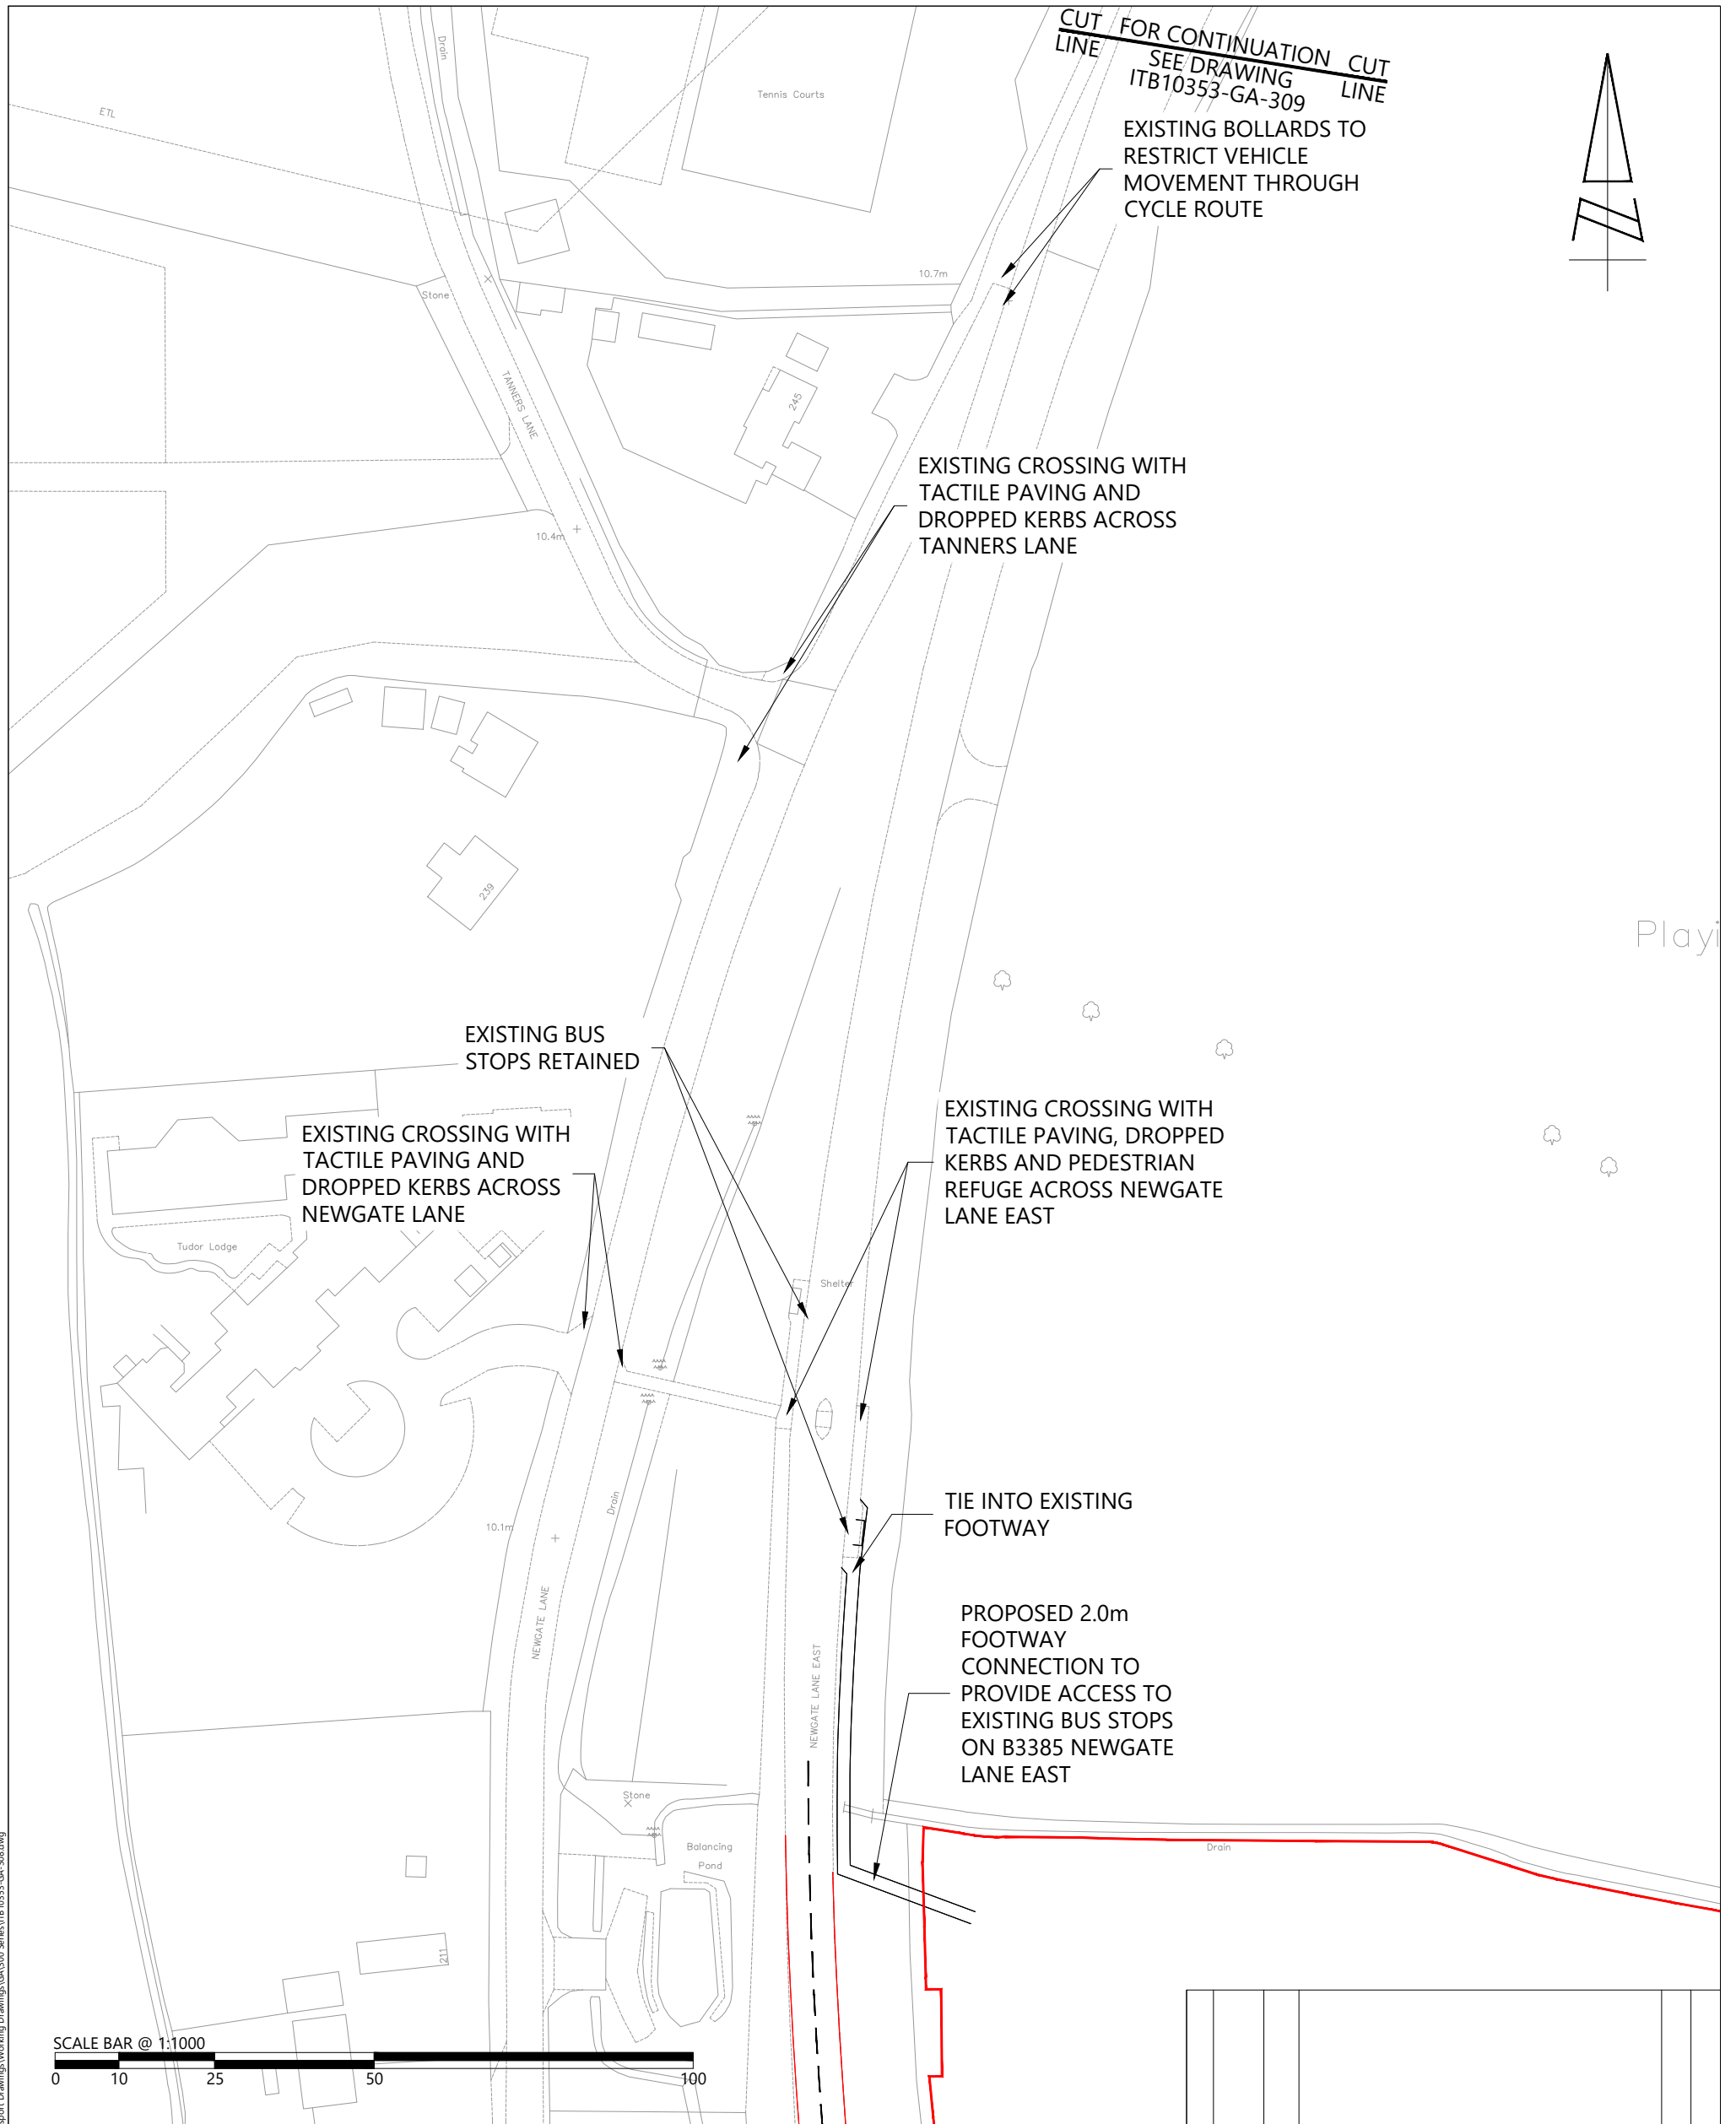 CUT FOR CONTINUATION CUT
LINE SEE DRAWING LINE
ITB10353-GA-309
Drain
ETL
Tennis Courts
EXISTING BOLLARDS TO
RESTRICT VEHICLE
MOVEMENT THROUGH
CYCLE ROUTE
10.7m
Stone
TANNERS LANE
245
EXISTING CROSSING WITH
TACTILE PAVING AND
DROPPED KERBS ACROSS
TANNERS LANE
10.4m
239
Playi
EXISTING BUS
STOPS RETAINED
EXISTING CROSSING WITH
TACTILE PAVING AND
DROPPED KERBS ACROSS
NEWGATE LANE
EXISTING CROSSING WITH
TACTILE PAVING, DROPPED
KERBS AND PEDESTRIAN
REFUGE ACROSS NEWGATE
LANE EAST
Tudor Lodge
Shelter
Drain
10.1m
TIE INTO EXISTING
FOOTWAY
NEWGATE LANE
NEWGATE LANE EAST
PROPOSED 2.0m
FOOTWAY
CONNECTION TO
PROVIDE ACCESS TO
EXISTING BUS STOPS
ON B3385 NEWGATE
LANE EAST
Stone
Balancing
Pond
Drain
211
SCALE BAR @ 1:1000
0 10 25 50 100